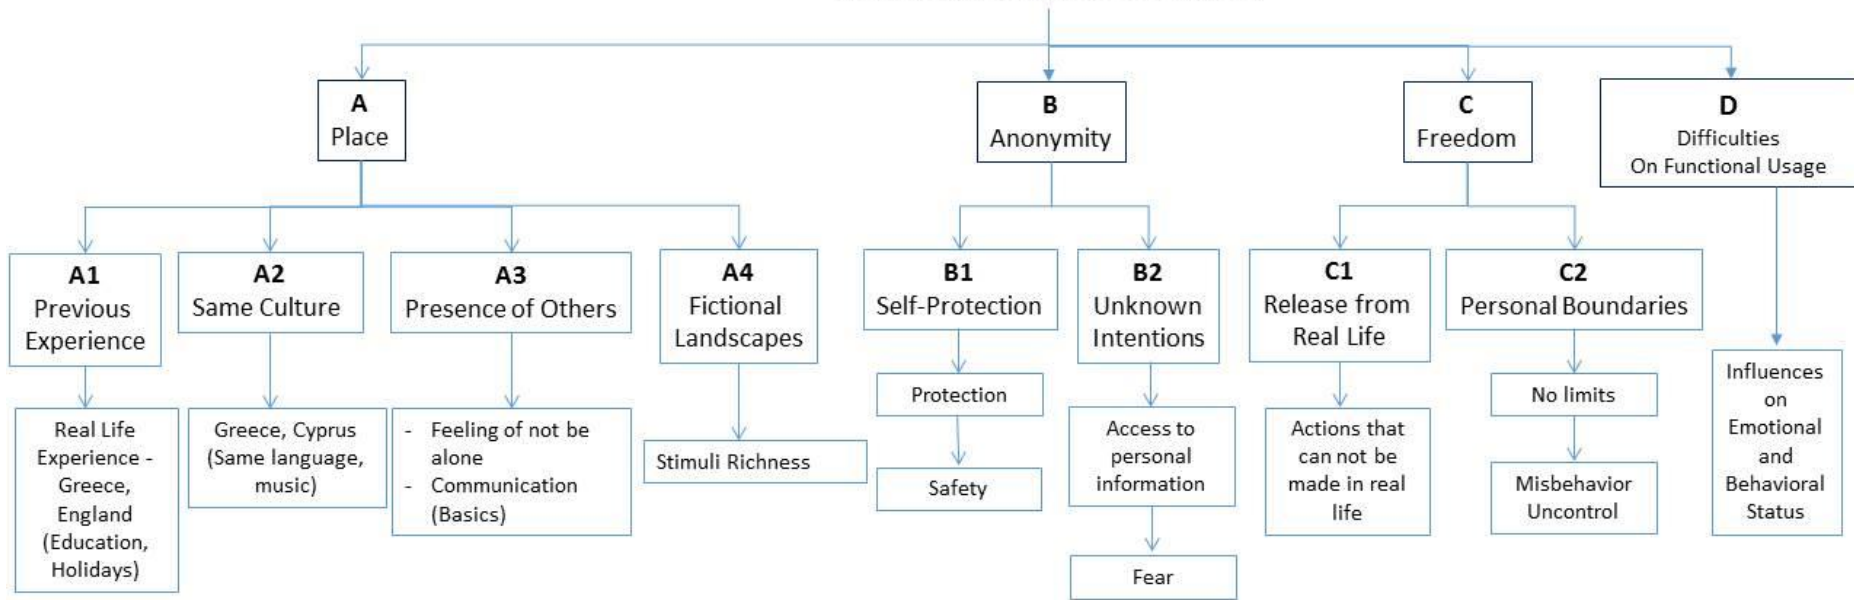 A
Place
B
Anonymity
C
Freedom
D
Difficulties
On Functional Usage
A1
Previous
Experience
A2
Same Culture
A3
Presence of Others
A4
Fictional
Landscapes
B1
Self-Protection
B2
Unknown
Intentions
C1
Release from
Real Life
C2
Personal Boundaries
Real Life
Experience -
Greece,
England
(Education,
Holidays)
Greece, Cyprus
(Same language,
music)
- Feeling of not be
alone
- Communication
(Basics)
Stimuli Richness
Protection
Safety
Access to
personal
information
Fear
Actions that
can not be
made in real
life
No limits
Misbehavior
Uncontrol
Influences
on
Emotional
and
Behavioral
Status